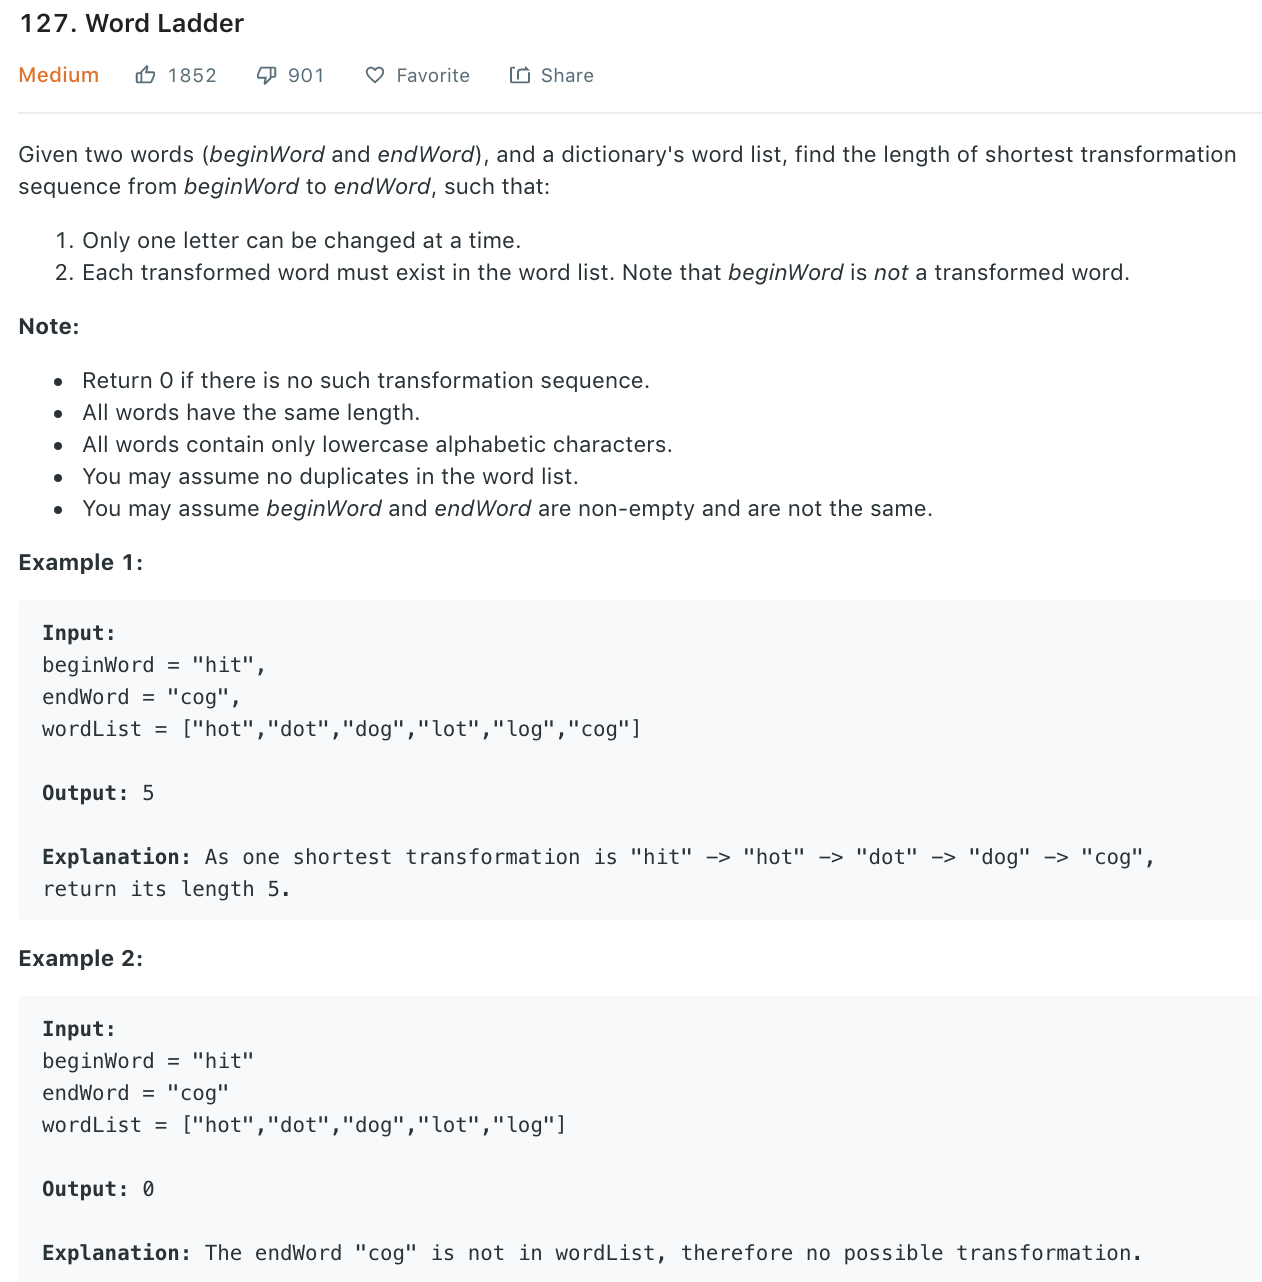 127. Word Ladder
Medium 1852 901 Favorite Share
Given two words (beginWord and endWord), and a dictionary's word list, find the length of shortest transformation
sequence from beginWord to endWord, such that:
1. Only one letter can be changed at a time.
2. Each transformed word must exist in the word list. Note that beginWord is not a transformed word.
Note:
• Return 0 if there is no such transformation sequence.
• All words have the same length.
• All words contain only lowercase alphabetic characters.
• You may assume no duplicates in the word list.
• You may assume beginWord and endWord are non-empty and are not the same.
Example 1:
Input:
beginWord = "hit",
endWord = "cog",
wordList = ["hot","dot","dog","lot","log","cog"]
Output: 5
Explanation: As one shortest transformation is "hit" -> "hot" -> "dot" -> "dog" -> "cog",
return its length 5.
Example 2:
Input:
beginWord = "hit"
endWord = "cog"
wordList = ["hot","dot","dog","lot","log"]
Output: 0
Explanation: The endWord "cog" is not in wordList, therefore no possible transformation.